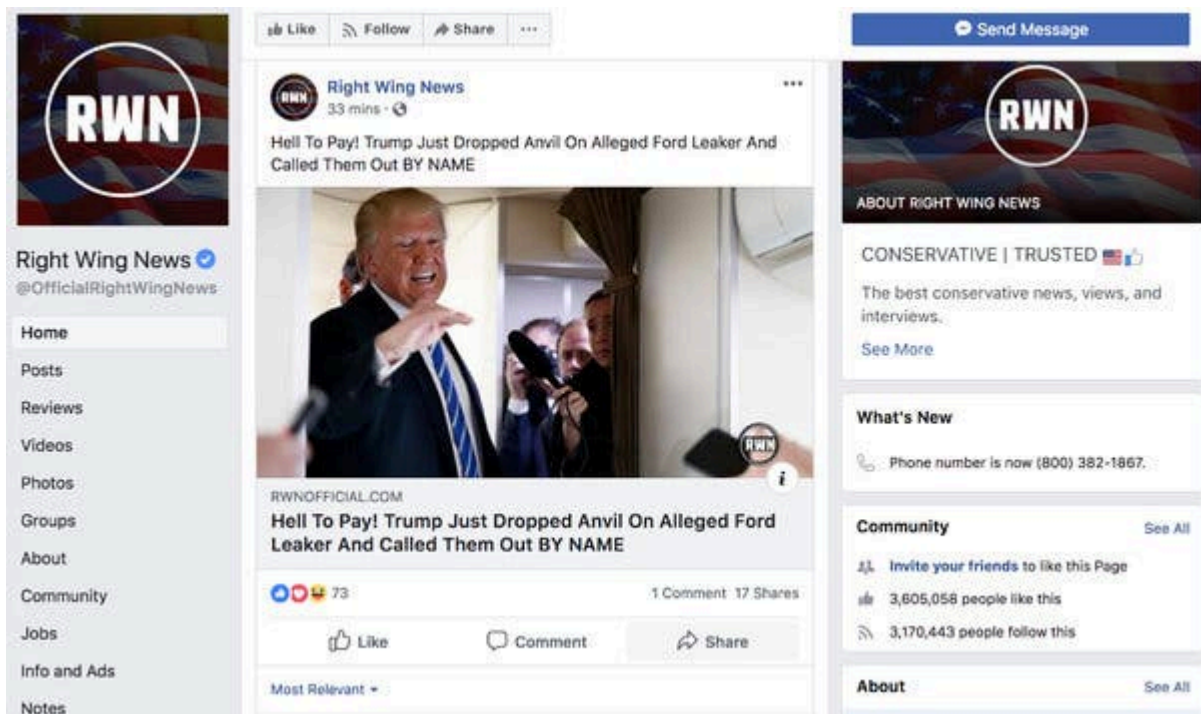 RWN
Right Wing News
@OfficialRightWingNews
Home
Posts
Reviews
Videos
Photos
Groups
About
Community
Jobs
Info and Ads
Notes
Like Follow Share ...
Right Wing News
33 mins ·
Hell To Pay! Trump Just Dropped Anvil On Alleged Ford Leaker And
Called Them Out BY NAME
RWN
i
RWNOFFICIAL.COM
Hell To Pay! Trump Just Dropped Anvil On Alleged Ford
Leaker And Called Them Out BY NAME
73 1 Comment 17 Shares
Like Comment Share
Most Relevant
Send Message
RWN
ABOUT RIGHT WING NEWS
CONSERVATIVE | TRUSTED
The best conservative news, views, and
interviews.
See More
What's New
Phone number is now (800) 382-1867.
Community See All
Invite your friends to like this Page
3,605,058 people like this
3,170,443 people follow this
About See All